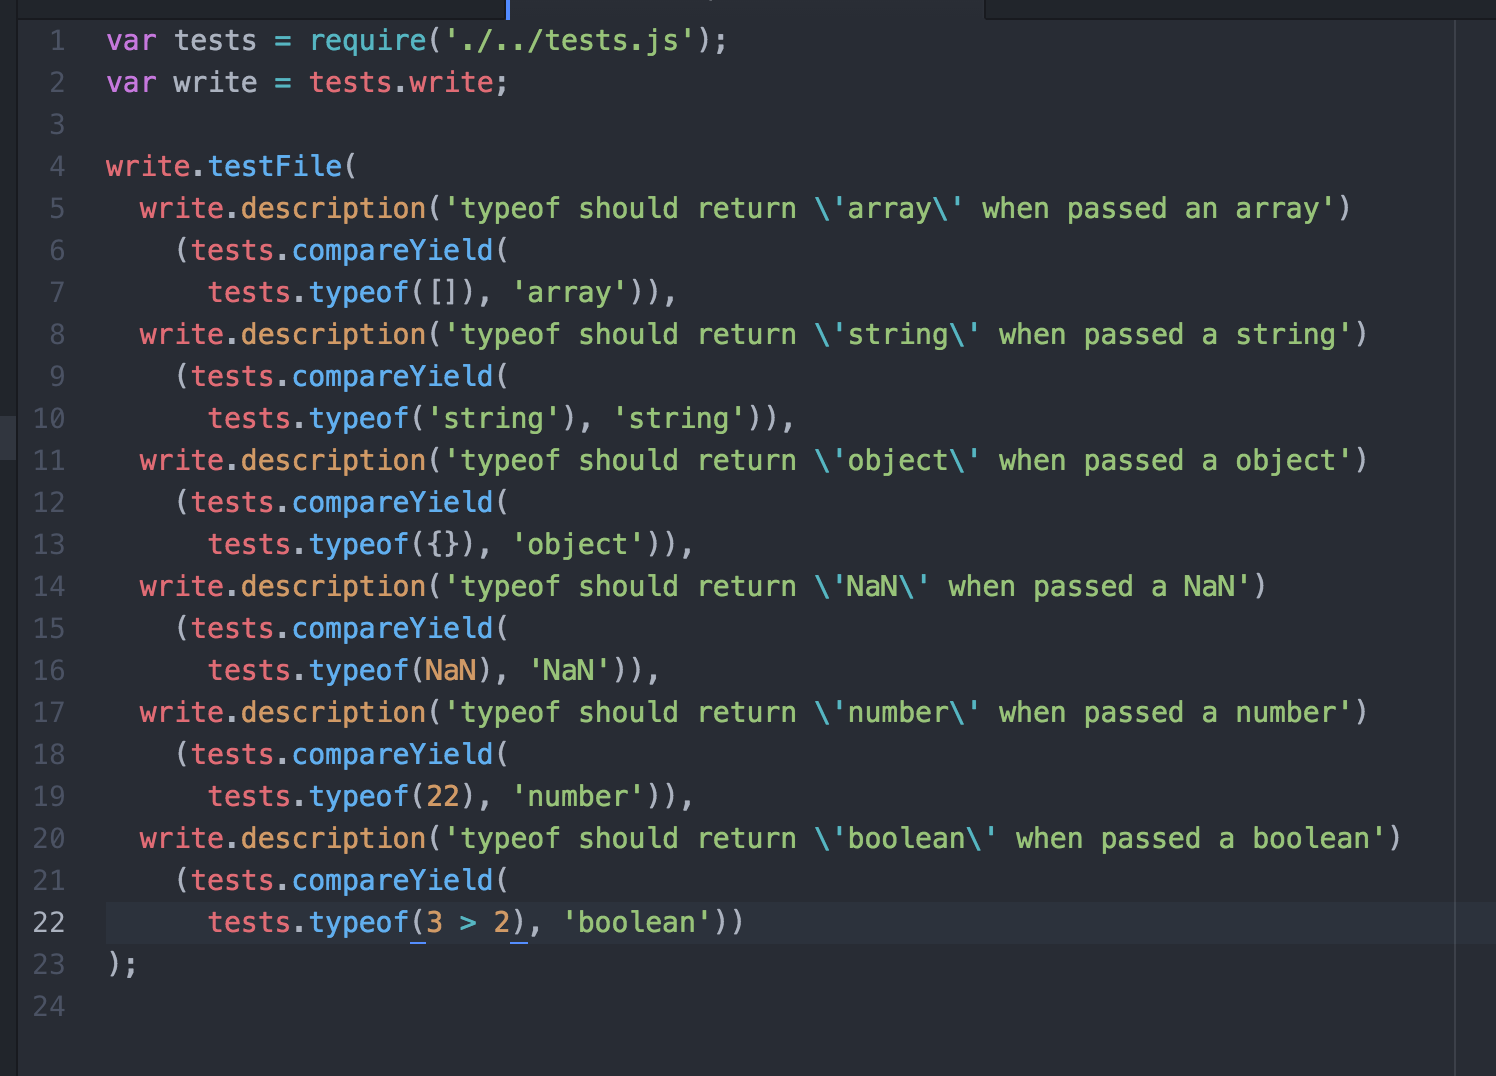 1 var tests = require('./../tests.js');
2 var write = tests.write;
3
4 write.testFile(
5 write.description('typeof should return \'array\' when passed an array')
6 (tests.compareYield(
7 tests.typeof([]), 'array')),
8 write.description('typeof should return \'string\' when passed a string')
9 (tests.compareYield(
10 tests.typeof('string'), 'string')),
11 write.description('typeof should return \'object\' when passed a object')
12 (tests.compareYield(
13 tests.typeof({}), 'object')),
14 write.description('typeof should return \'NaN\' when passed a NaN')
15 (tests.compareYield(
16 tests.typeof(NaN), 'NaN')),
17 write.description('typeof should return \'number\' when passed a number')
18 (tests.compareYield(
19 tests.typeof(22), 'number')),
20 write.description('typeof should return \'boolean\' when passed a boolean')
21 (tests.compareYield(
22 tests.typeof(3 > 2), 'boolean'))
23 );
24